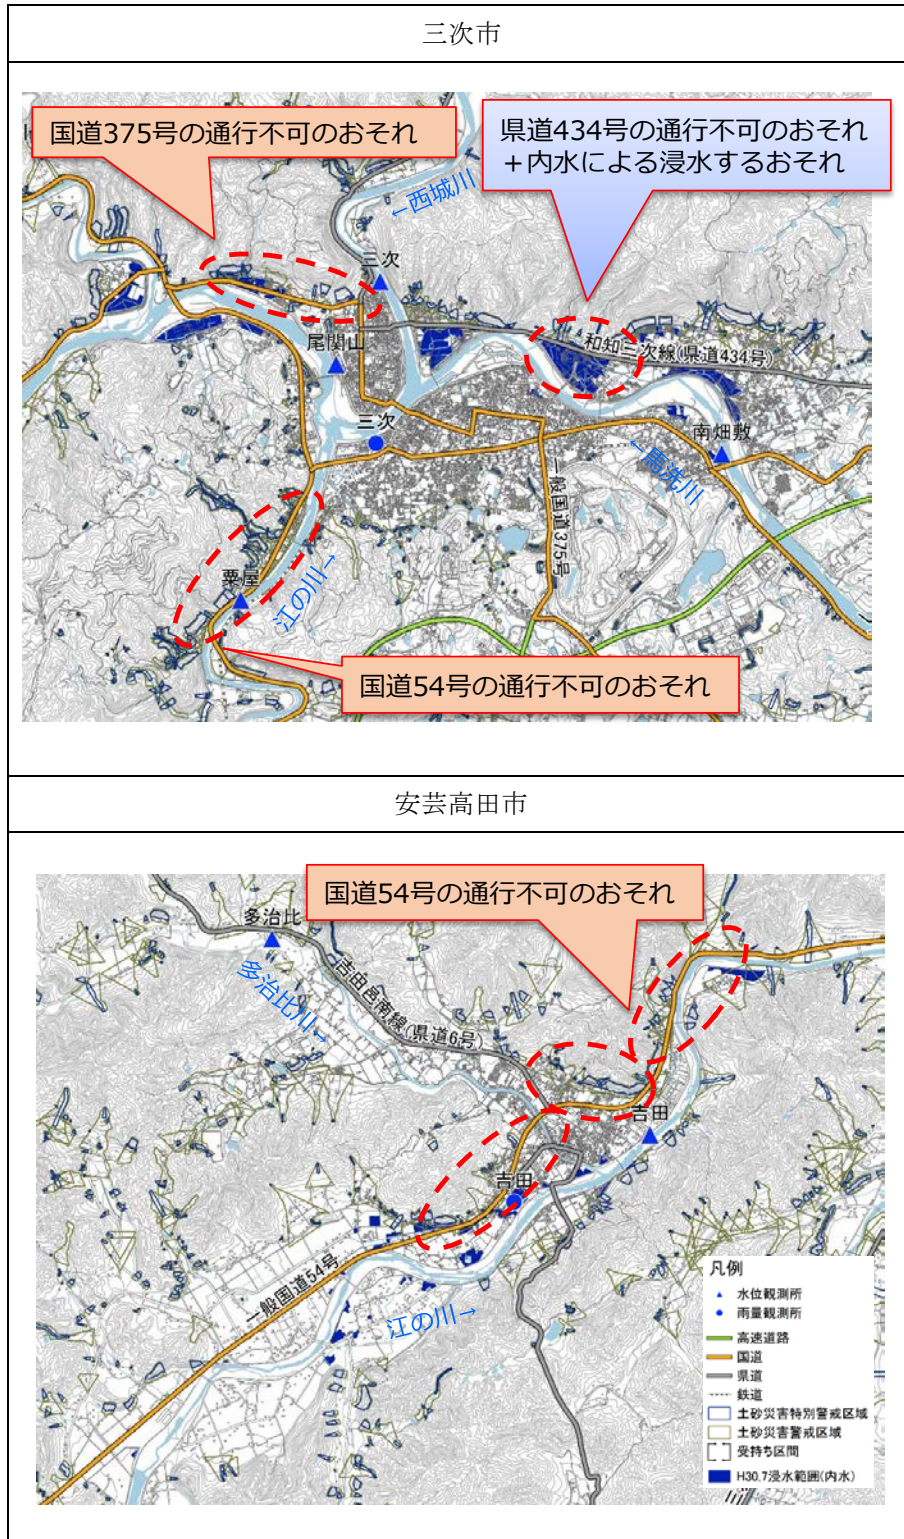 三次市
国道375号の通行不可のおそれ
県道434号の通行不可のおそれ
＋内水による浸水するおそれ
←西城川
三次
尾関山
和知三次線(県道434号)
三次
南畑敷
←馬洗川
一般国道375号
粟屋
江の川→
国道54号の通行不可のおそれ
安芸高田市
国道54号の通行不可のおそれ
多治比
多治比川→
吉田邑南線(県道6号)
吉田
吉田
一般国道54号
江の川→
凡例
水位観測所
雨量観測所
高速道路
国道
県道
鉄道
土砂災害特別警戒区域
土砂災害警戒区域
受持ち区間
H30.7浸水範囲(内水)